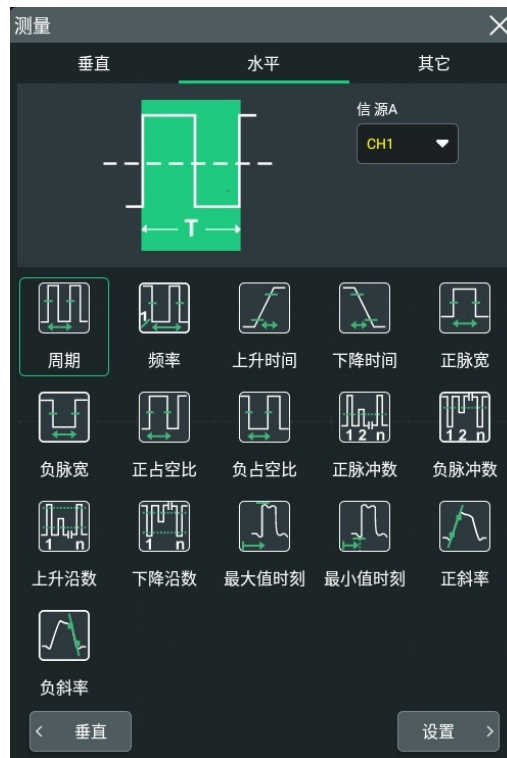 测量
垂直 水平 其它
信源A
CH1
T
周期 频率 上升时间 下降时间 正脉宽
负脉宽 正占空比 负占空比 正脉冲数 负脉冲数
上升沿数 下降沿数 最大值时刻 最小值时刻 正斜率
负斜率
垂直 设置